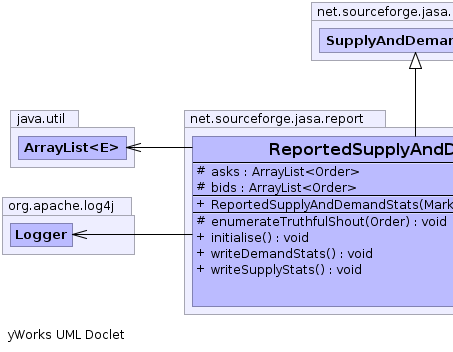 net.sourceforge.jasa.
SupplyAndDeman
java.util
ArrayList<E>
net.sourceforge.jasa.report
ReportedSupplyAndD
# asks : ArrayList<Order>
# bids : ArrayList<Order>
+ ReportedSupplyAndDemandStats(Mark
# enumerateTruthfulShout(Order) : void
+ initialise() : void
+ writeDemandStats() : void
+ writeSupplyStats() : void
org.apache.log4j
Logger
yWorks UML Doclet